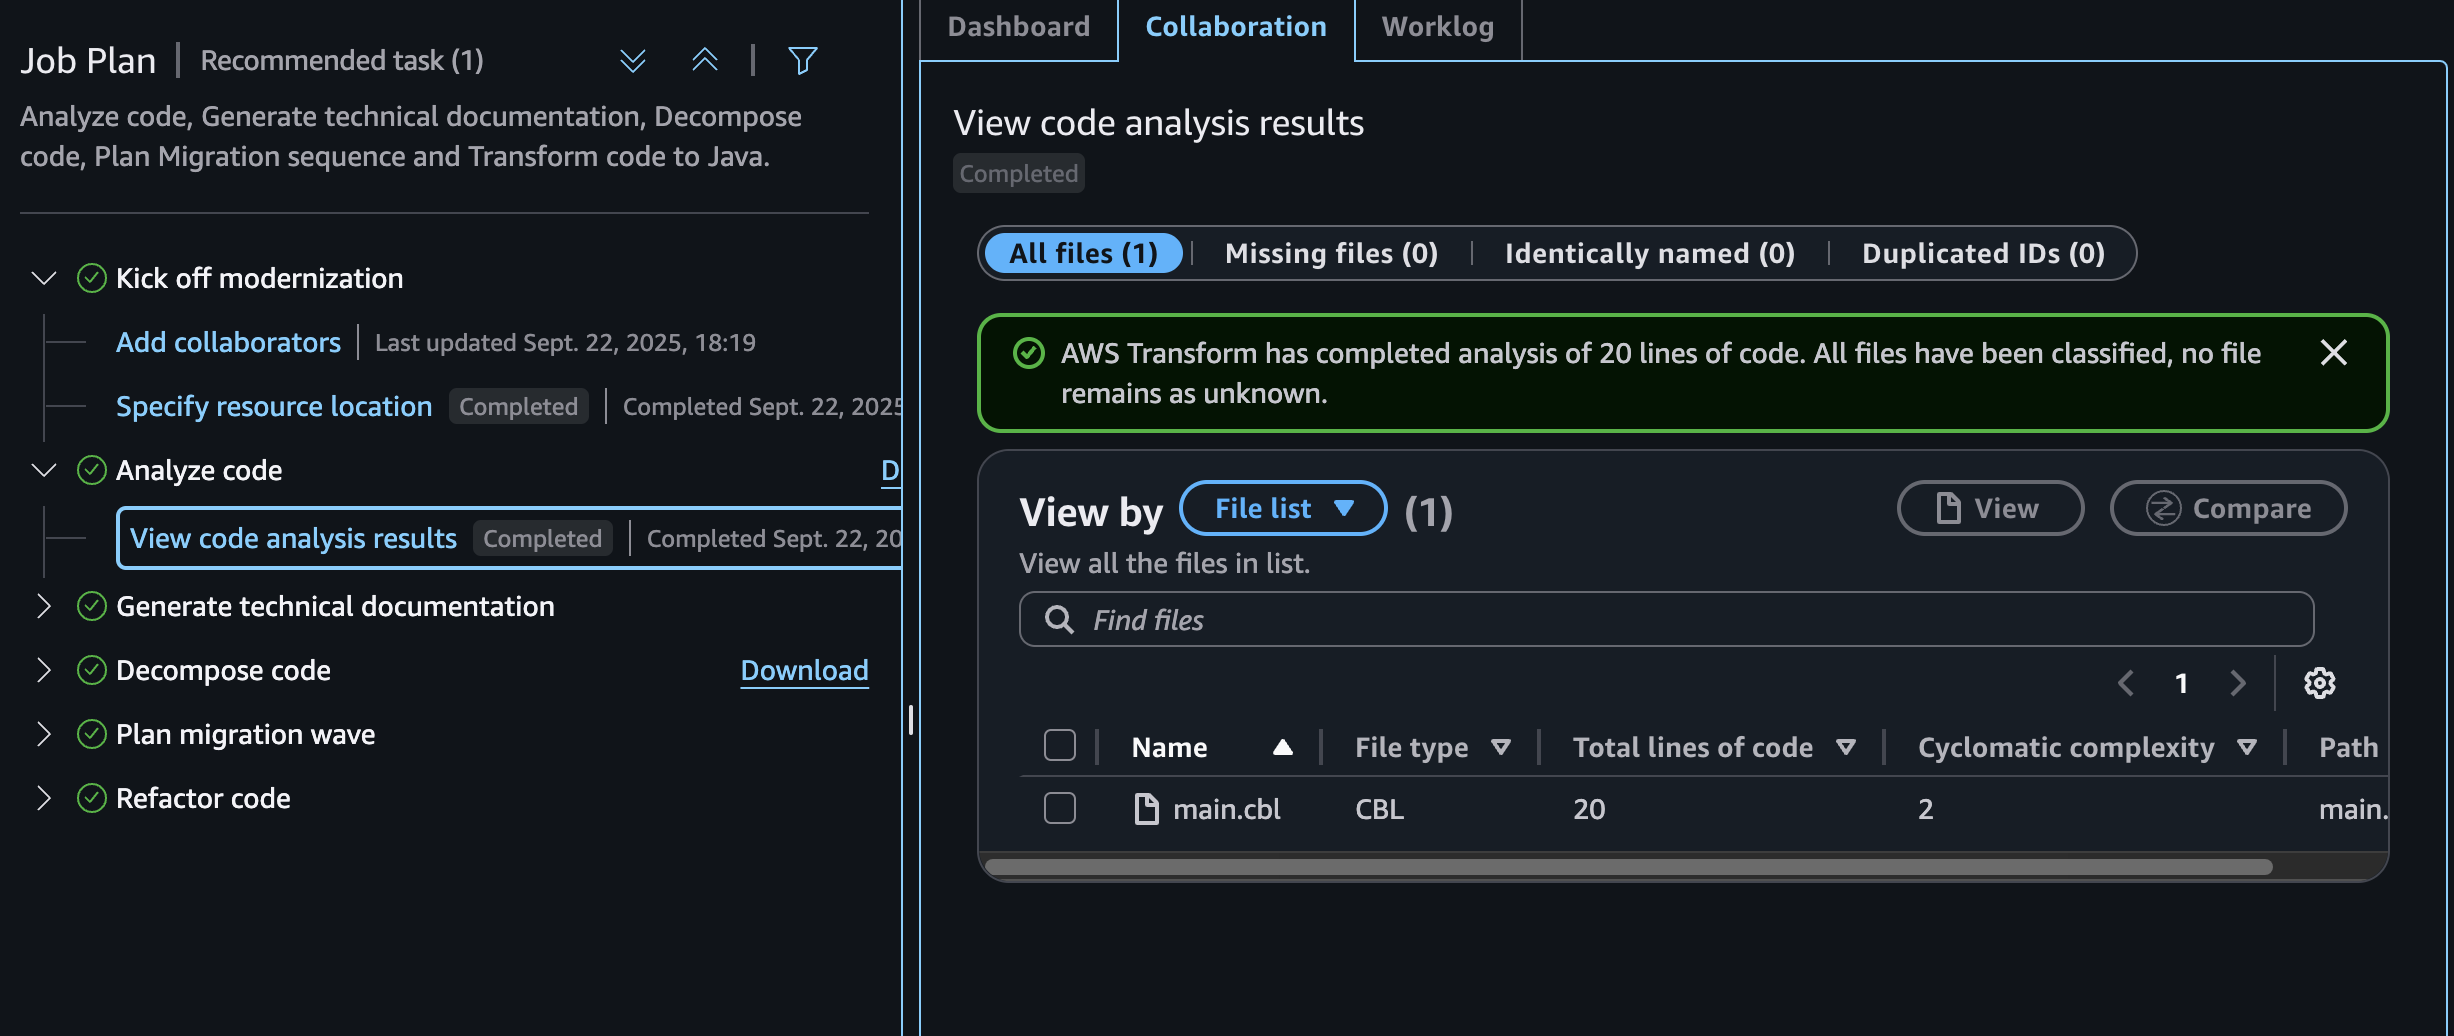 Job Plan | Recommended task (1)
Analyze code, Generate technical documentation, Decompose
code, Plan Migration sequence and Transform code to Java.
Kick off modernization
Add collaborators | Last updated Sept. 22, 2025, 18:19
Specify resource location Completed | Completed Sept. 22, 2025
Analyze code D
View code analysis results Completed | Completed Sept. 22, 20
Generate technical documentation
Decompose code Download
Plan migration wave
Refactor code
Dashboard Collaboration Worklog
View code analysis results
Completed
All files (1) | Missing files (0) | Identically named (0) | Duplicated IDs (0)
AWS Transform has completed analysis of 20 lines of code. All files have been classified, no file
remains as unknown.
View by File list (1) View Compare
View all the files in list.
Find files
1
Name File type Total lines of code Cyclomatic complexity Path
main.cbl CBL 20 2 main.